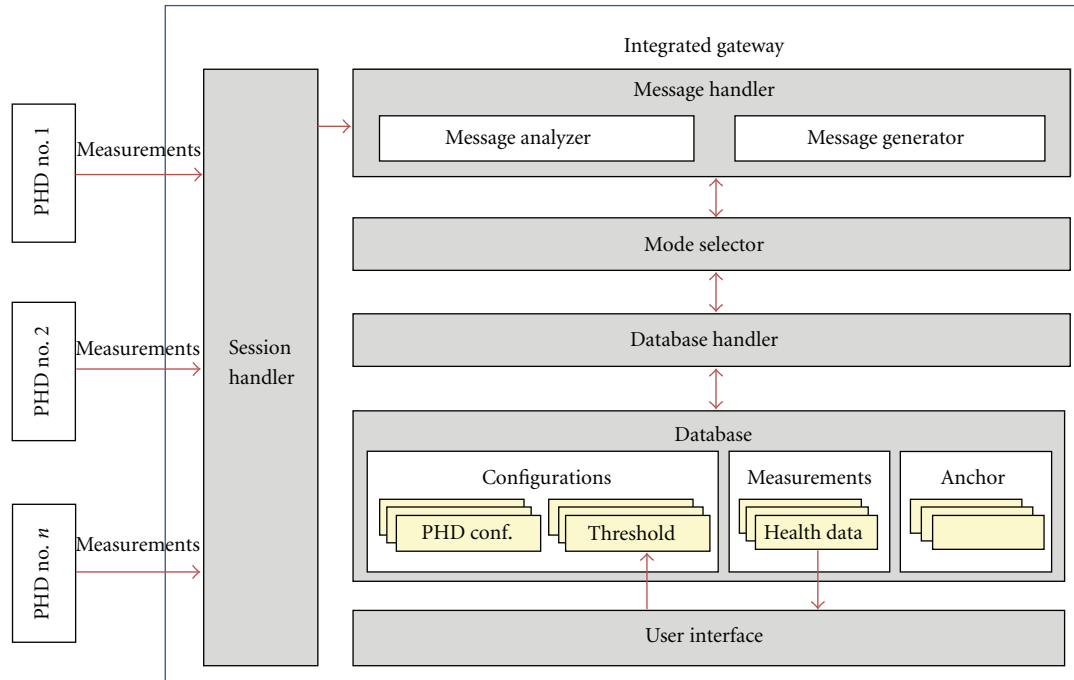 Integrated gateway
PHD no. 1
Measurements
PHD no. 2
Measurements
PHD no. n
Measurements
Session
handler
Message handler
Message analyzer
Message generator
Mode selector
Database handler
Database
Configurations
PHD conf.
Threshold
Measurements
Health data
Anchor
User interface